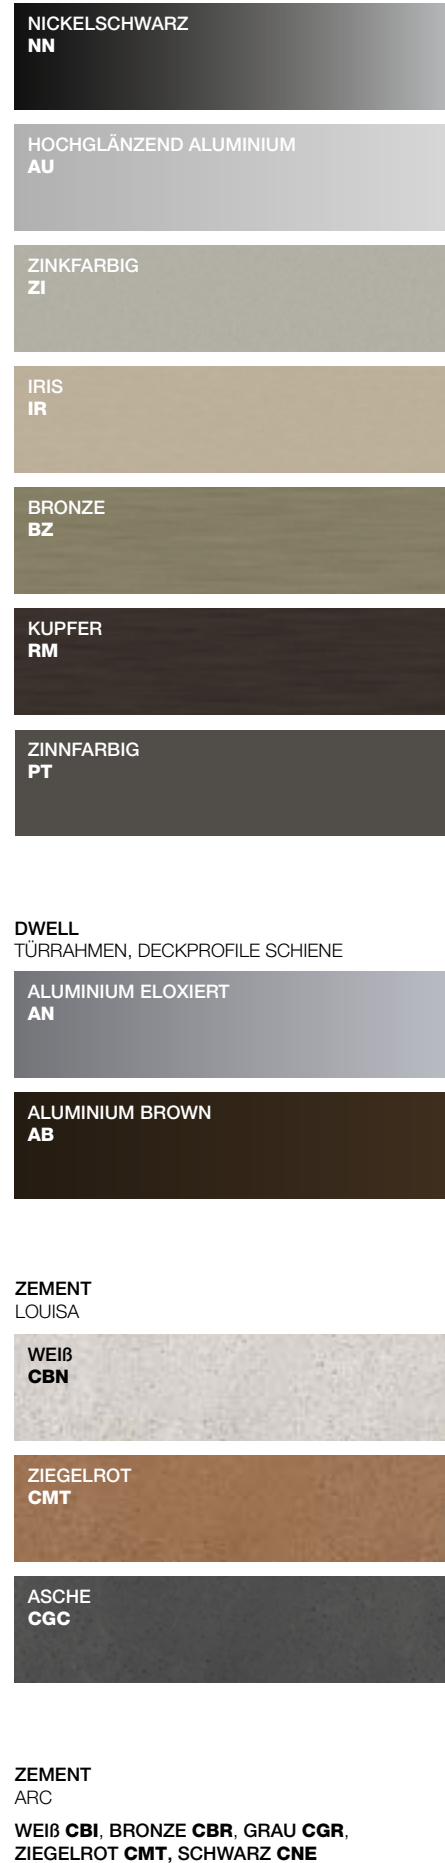 NICKELSCHWARZ
NN
HOCHGLÄNZEND ALUMINIUM
AU
ZINKFARBIG
ZI
IRIS
IR
BRONZE
BZ
KUPFER
RM
ZINNFARBIG
PT
DWELL
TÜRRAHMEN, DECKPROFILE SCHIENE
ALUMINIUM ELOXIERT
AN
ALUMINIUM BROWN
AB
ZEMENT
LOUISA
WEIß
CBN
ZIEGELROT
CMT
ASCHE
CGC
ZEMENT
ARC
WEIß CBI, BRONZE CBR, GRAU CGR,
ZIEGELROT CMT, SCHWARZ CNE